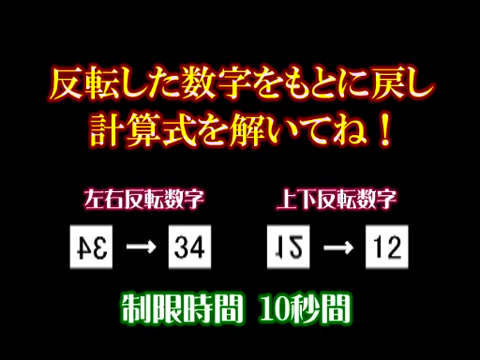 反転した数字をもとに戻し
計算式を解いてね！
左右反転数字 上下反転数字
34 → 34 12 → 12
制限時間 10秒間